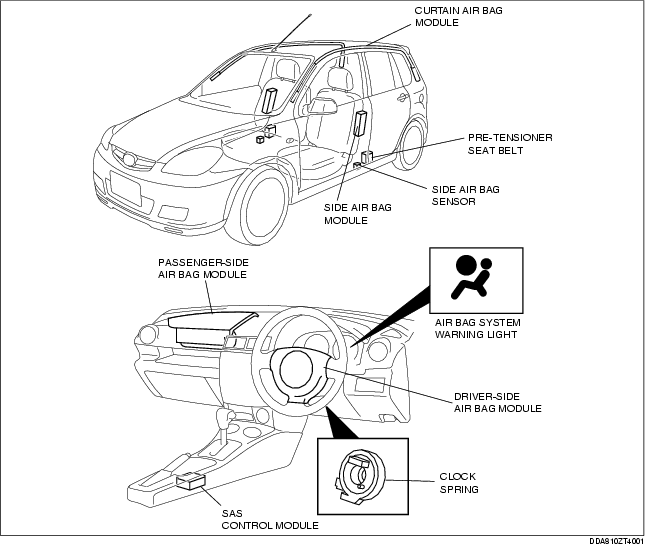 CURTAIN AIR BAG
MODULE
PRE-TENSIONER
SEAT BELT
SIDE AIR BAG
SENSOR
SIDE AIR BAG
MODULE
PASSENGER-SIDE
AIR BAG MODULE
AIR BAG SYSTEM
WARNING LIGHT
DRIVER-SIDE
AIR BAG MODULE
CLOCK
SPRING
SAS
CONTROL MODULE
DDA810ZT4001